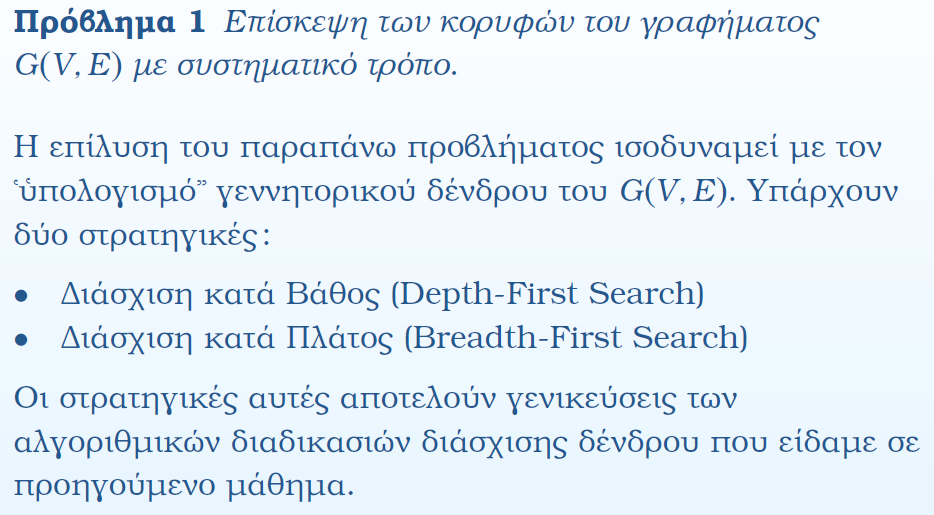 Πρόβλημα 1 Επίσκεψη των κορυφών του γραφήματος
G(V, E) με συστηματικό τρόπο.
Η επίλυση του παραπάνω προβλήματος ισοδυναμεί με τον
‘ὑπολογισμό” γεννητορικού δένδρου του G(V, E). Υπάρχουν
δύο στρατηγικές:
• Διάσχιση κατά Βάθος (Depth-First Search)
• Διάσχιση κατά Πλάτος (Breadth-First Search)
Οι στρατηγικές αυτές αποτελούν γενικεύσεις των
αλγοριθμικών διαδικασιών διάσχισης δένδρου που είδαμε σε
προηγούμενο μάθημα.